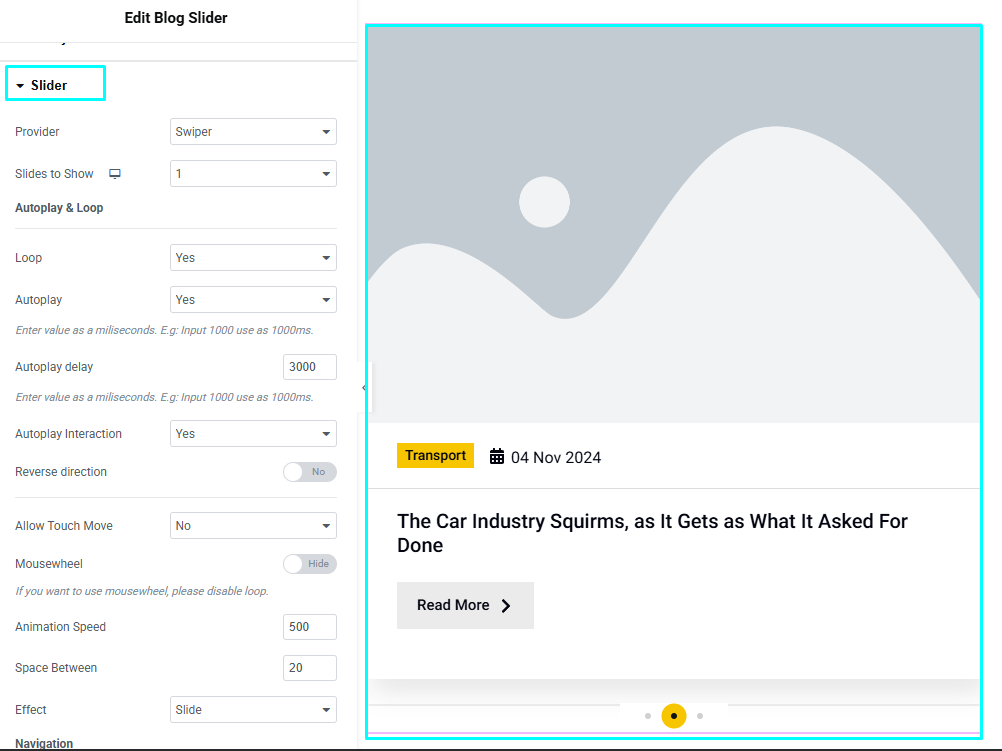 Edit Blog Slider
Slider
Provider
Swiper
Slides to Show
1
Autoplay & Loop
Loop
Yes
Autoplay
Yes
Enter value as a miliseconds. E.g: Input 1000 use as 1000ms.
Autoplay delay
3000
Enter value as a miliseconds. E.g: Input 1000 use as 1000ms.
Autoplay Interaction
Yes
Reverse direction
No
Allow Touch Move
No
Mousewheel
Hide
If you want to use mousewheel, please disable loop.
Animation Speed
500
Space Between
20
Effect
Slide
Navigation
Transport
04 Nov 2024
The Car Industry Squirms, as It Gets as What It Asked For
Done
Read More